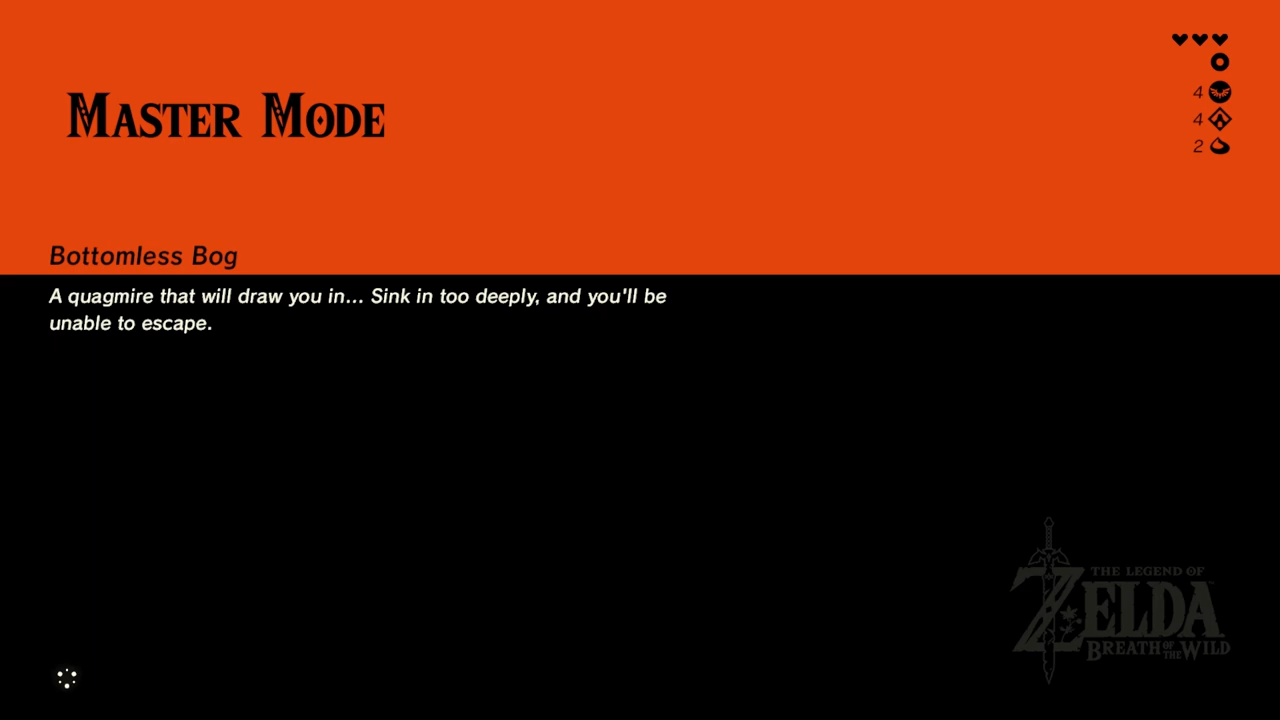 MASTER MODE
4
4
2
Bottomless Bog
A quagmire that will draw you in... Sink in too deeply, and you'll be
unable to escape.
THE LEGEND OF
ZELDA
BREATH OF THE WILD